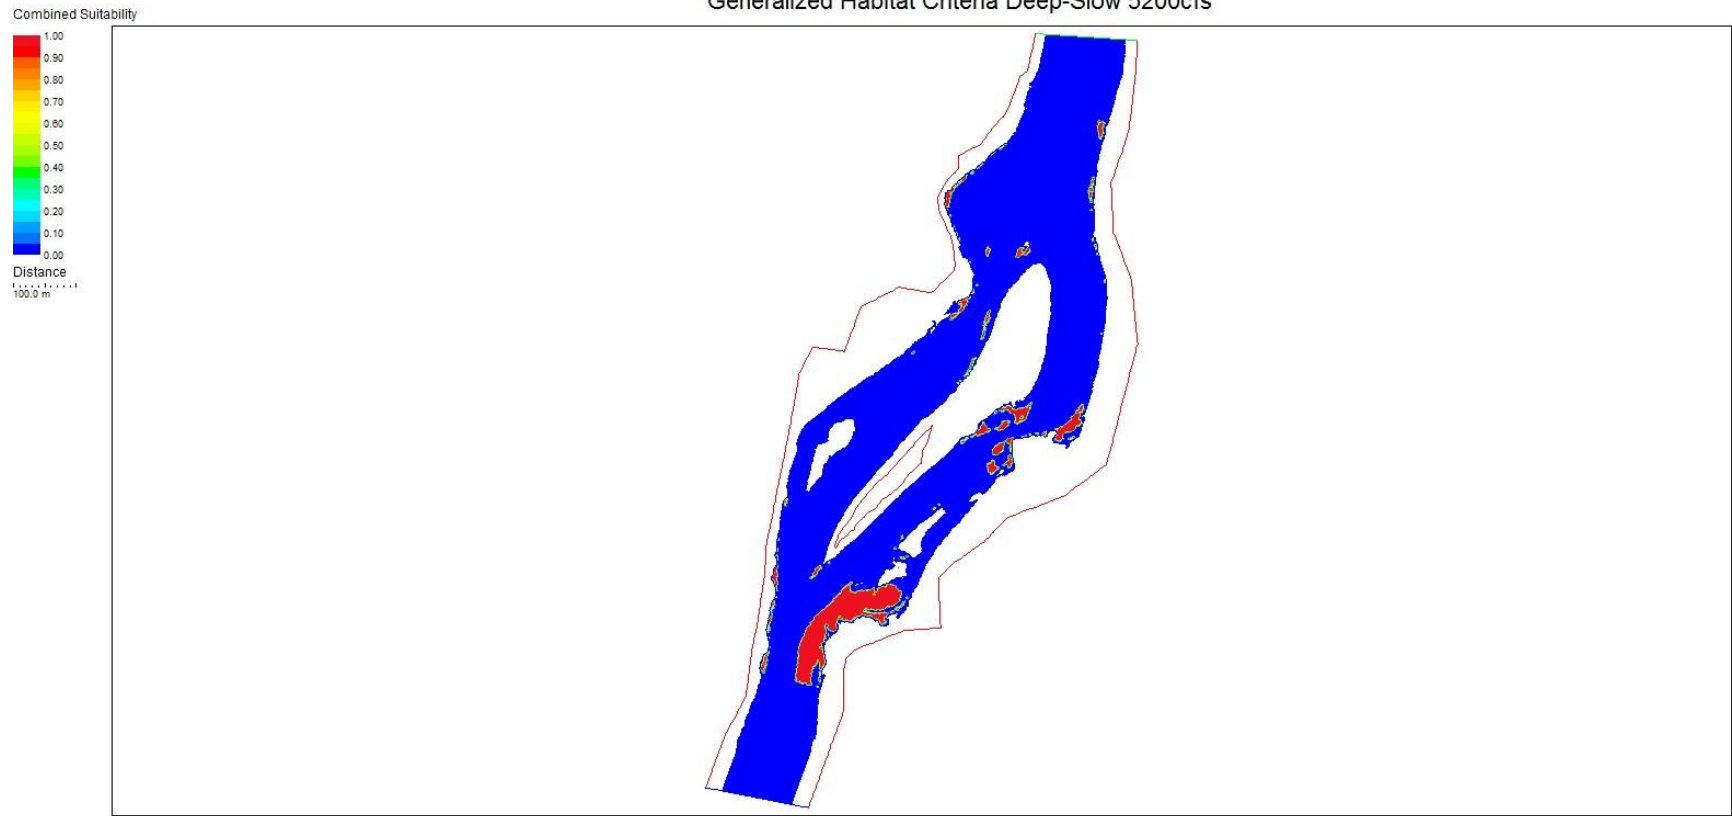 Generalized Habitat Criteria Deep-Slow 5200cfs
Combined Suitability
1.00
0.90
0.80
0.70
0.60
0.50
0.40
0.30
0.20
0.10
0.00
Distance
100.0 m